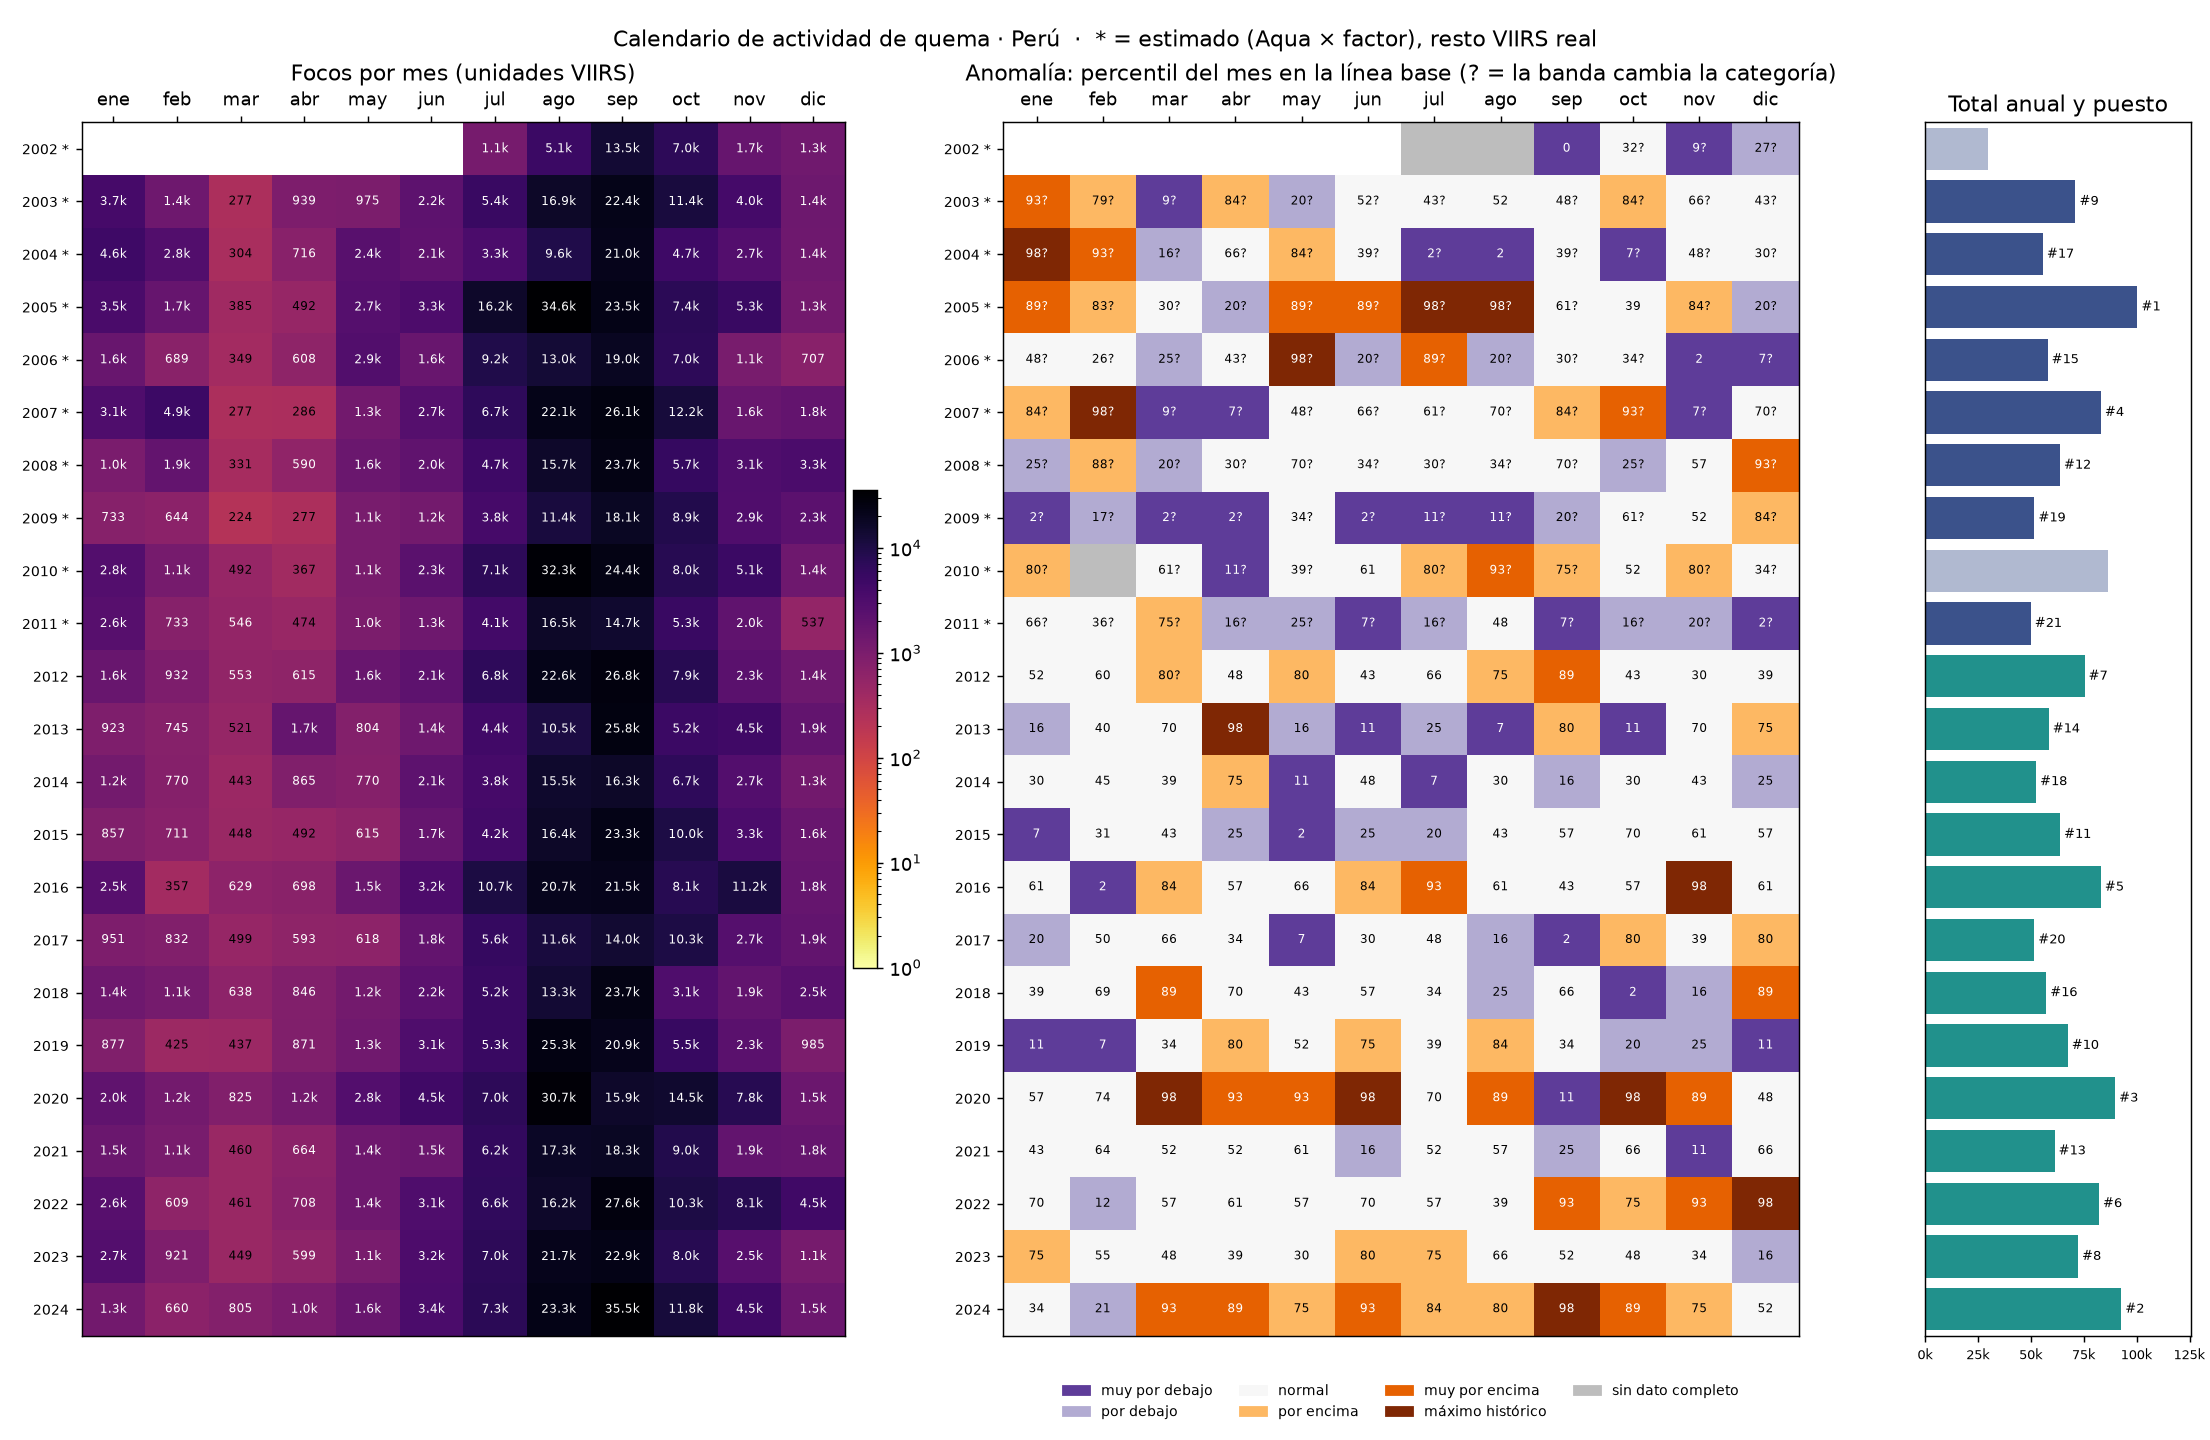 Calendario de actividad de quema · Perú · * = estimado (Aqua × factor), resto VIIRS real
Focos por mes (unidades VIIRS)
ene feb mar abr may jun jul ago sep oct nov dic
2002 * 1.1k 5.1k 13.5k 7.0k 1.7k 1.3k
2003 * 3.7k 1.4k 277 939 975 2.2k 5.4k 16.9k 22.4k 11.4k 4.0k 1.4k
2004 * 4.6k 2.8k 304 716 2.4k 2.1k 3.3k 9.6k 21.0k 4.7k 2.7k 1.4k
2005 * 3.5k 1.7k 385 492 2.7k 3.3k 16.2k 34.6k 23.5k 7.4k 5.3k 1.3k
2006 * 1.6k 689 349 608 2.9k 1.6k 9.2k 13.0k 19.0k 7.0k 1.1k 707
2007 * 3.1k 4.9k 277 286 1.3k 2.7k 6.7k 22.1k 26.1k 12.2k 1.6k 1.8k
2008 * 1.0k 1.9k 331 590 1.6k 2.0k 4.7k 15.7k 23.7k 5.7k 3.1k 3.3k
2009 * 733 644 224 277 1.1k 1.2k 3.8k 11.4k 18.1k 8.9k 2.9k 2.3k
2010 * 2.8k 1.1k 492 367 1.1k 2.3k 7.1k 32.3k 24.4k 8.0k 5.1k 1.4k
2011 * 2.6k 733 546 474 1.0k 1.3k 4.1k 16.5k 14.7k 5.3k 2.0k 537
2012 1.6k 932 553 615 1.6k 2.1k 6.8k 22.6k 26.8k 7.9k 2.3k 1.4k
2013 923 745 521 1.7k 804 1.4k 4.4k 10.5k 25.8k 5.2k 4.5k 1.9k
2014 1.2k 770 443 865 770 2.1k 3.8k 15.5k 16.3k 6.7k 2.7k 1.3k
2015 857 711 448 492 615 1.7k 4.2k 16.4k 23.3k 10.0k 3.3k 1.6k
2016 2.5k 357 629 698 1.5k 3.2k 10.7k 20.7k 21.5k 8.1k 11.2k 1.8k
2017 951 832 499 593 618 1.8k 5.6k 11.6k 14.0k 10.3k 2.7k 1.9k
2018 1.4k 1.1k 638 846 1.2k 2.2k 5.2k 13.3k 23.7k 3.1k 1.9k 2.5k
2019 877 425 437 871 1.3k 3.1k 5.3k 25.3k 20.9k 5.5k 2.3k 985
2020 2.0k 1.2k 825 1.2k 2.8k 4.5k 7.0k 30.7k 15.9k 14.5k 7.8k 1.5k
2021 1.5k 1.1k 460 664 1.4k 1.5k 6.2k 17.3k 18.3k 9.0k 1.9k 1.8k
2022 2.6k 609 461 708 1.4k 3.1k 6.6k 16.2k 27.6k 10.3k 8.1k 4.5k
2023 2.7k 921 449 599 1.1k 3.2k 7.0k 21.7k 22.9k 8.0k 2.5k 1.1k
2024 1.3k 660 805 1.0k 1.6k 3.4k 7.3k 23.3k 35.5k 11.8k 4.5k 1.5k
10⁴
10³
10²
10¹
10⁰
Anomalía: percentil del mes en la línea base (? = la banda cambia la categoría)
ene feb mar abr may jun jul ago sep oct nov dic
2002 * 0 32? 9? 27?
2003 * 93? 79? 9? 84? 20? 52? 43? 52 48? 84? 66? 43?
2004 * 98? 93? 16? 66? 84? 39? 2? 2 39? 7? 48? 30?
2005 * 89? 83? 30? 20? 89? 89? 98? 98? 61? 39 84? 20?
2006 * 48? 26? 25? 43? 98? 20? 89? 20? 30? 34? 2 7?
2007 * 84? 98? 9? 7? 48? 66? 61? 70? 84? 93? 7? 70?
2008 * 25? 88? 20? 30? 70? 34? 30? 34? 70? 25? 57 93?
2009 * 2? 17? 2? 2? 34? 2? 11? 11? 20? 61? 52 84?
2010 * 80? 61? 11? 39? 61 80? 93? 75? 52 80? 34?
2011 * 66? 36? 75? 16? 25? 7? 16? 48 7? 16? 20? 2?
2012 52 60 80? 48 80 43 66 75 89 43 30 39
2013 16 40 70 98 16 11 25 7 80 11 70 75
2014 30 45 39 75 11 48 7 30 16 30 43 25
2015 7 31 43 25 2 25 20 43 57 70 61 57
2016 61 2 84 57 66 84 93 61 43 57 98 61
2017 20 50 66 34 7 30 48 16 2 80 39 80
2018 39 69 89 70 43 57 34 25 66 2 16 89
2019 11 7 34 80 52 75 39 84 34 20 25 11
2020 57 74 98 93 93 98 70 89 11 98 89 48
2021 43 64 52 52 61 16 52 57 25 66 11 66
2022 70 12 57 61 57 70 57 39 93 75 93 98
2023 75 55 48 39 30 80 75 66 52 48 34 16
2024 34 21 93 89 75 93 84 80 98 89 75 52
muy por debajo normal muy por encima sin dato completo
por debajo por encima máximo histórico
Total anual y puesto
#9
#17
#1
#15
#4
#12
#19
#21
#7
#14
#18
#11
#5
#20
#16
#10
#3
#13
#6
#8
#2
0k 25k 50k 75k 100k 125k